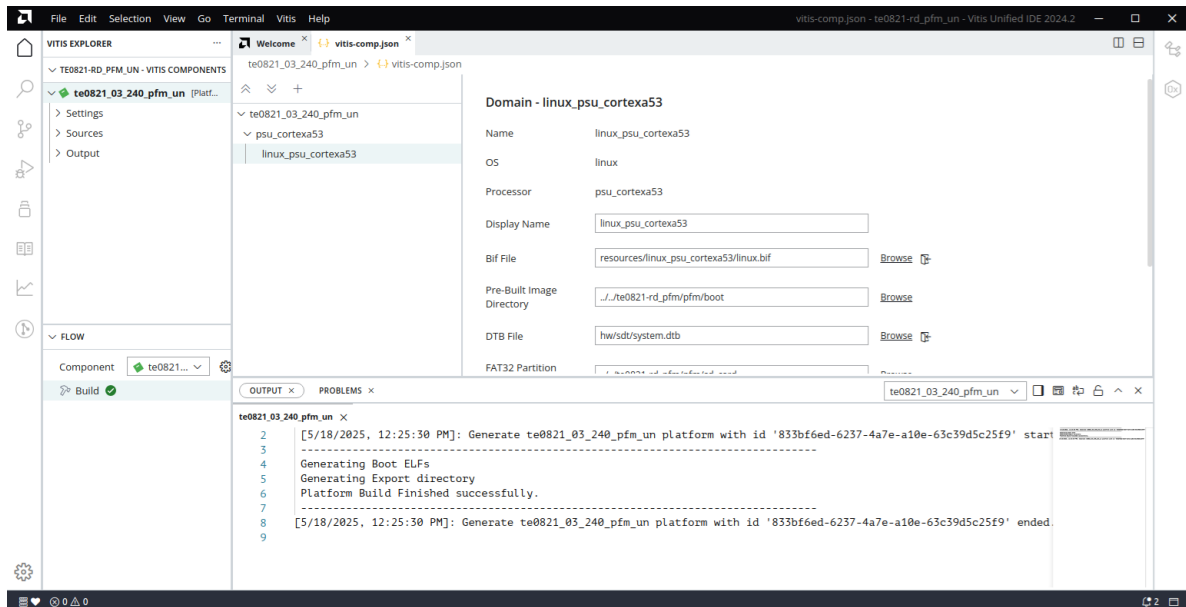 File Edit Selection View Go Terminal Vitis Help
vitis-comp.json - te0821-rd_pfm_un - Vitis Unified IDE 2024.2
VITIS EXPLORER ...
TE0821-RD_PFM_UN - VITIS COMPONENTS
te0821_03_240_pfm_un [Platf...
Settings
Sources
Output
FLOW
Component te0821...
Build
Welcome × vitis-comp.json ×
te0821_03_240_pfm_un > {·} vitis-comp.json
te0821_03_240_pfm_un
psu_cortexa53
linux_psu_cortexa53
Domain - linux_psu_cortexa53
Name linux_psu_cortexa53
OS linux
Processor psu_cortexa53
Display Name linux_psu_cortexa53
Bif File resources/linux_psu_cortexa53/linux.bif Browse
Pre-Built Image
Directory ../../te0821-rd_pfm/pfm/boot Browse
DTB File hw/sdt/system.dtb Browse
FAT32 Partition
OUTPUT × PROBLEMS × te0821_03_240_pfm_un
te0821_03_240_pfm_un ×
2 [5/18/2025, 12:25:30 PM]: Generate te0821_03_240_pfm_un platform with id '833bf6ed-6237-4a7e-a10e-63c39d5c25f9' start
3 --------------------------------------------------------------------------------
4 Generating Boot ELFs
5 Generating Export directory
6 Platform Build Finished successfully.
7 --------------------------------------------------------------------------------
8 [5/18/2025, 12:25:30 PM]: Generate te0821_03_240_pfm_un platform with id '833bf6ed-6237-4a7e-a10e-63c39d5c25f9' ended.
9
0 0
2